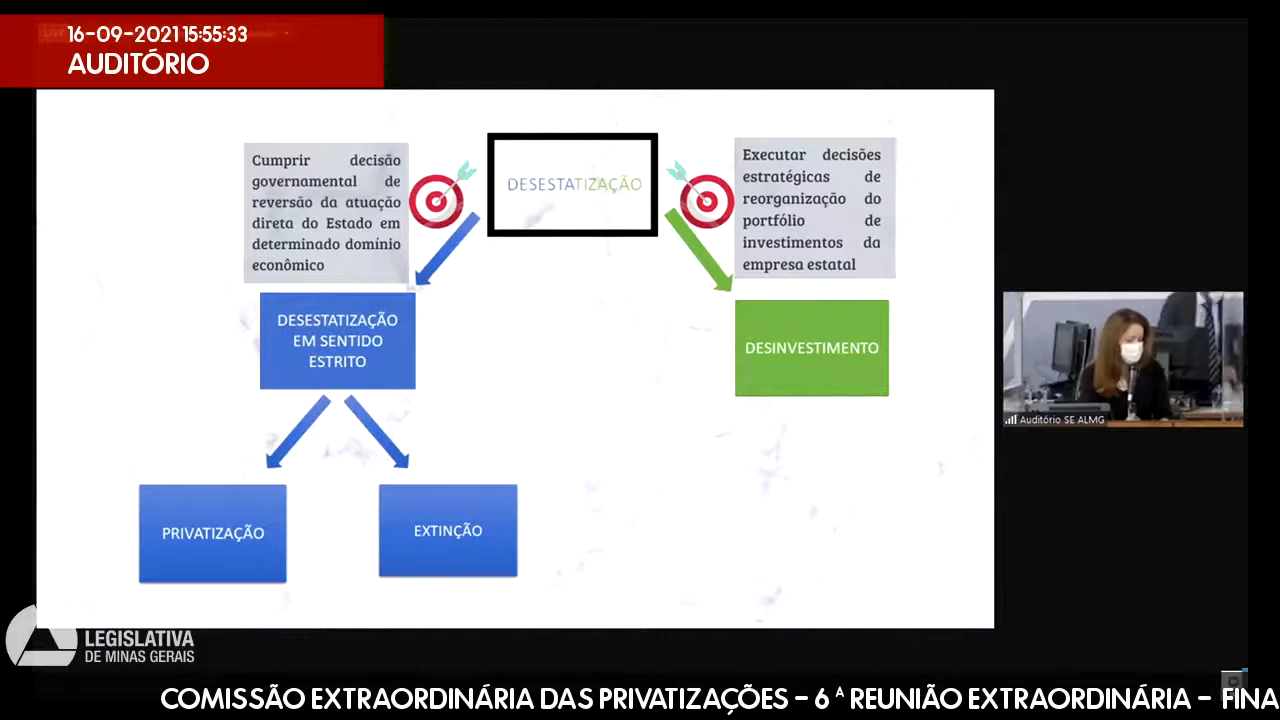 16-09-2021 15:55:33
AUDITÓRIO
Cumprir decisão
governamental de
reversão da atuação
direta do Estado em
determinado domínio
econômico
DESESTATIZAÇÃO
Executar decisões
estratégicas de
reorganização do
portfólio de
investimentos da
empresa estatal
DESESTATIZAÇÃO
EM SENTIDO
ESTRITO
DESINVESTIMENTO
PRIVATIZAÇÃO
EXTINÇÃO
Auditório SE ALMG
LEGISLATIVA
DE MINAS GERAIS
COMISSÃO EXTRAORDINÁRIA DAS PRIVATIZAÇÕES - 6 ª REUNIÃO EXTRAORDINÁRIA - FINA